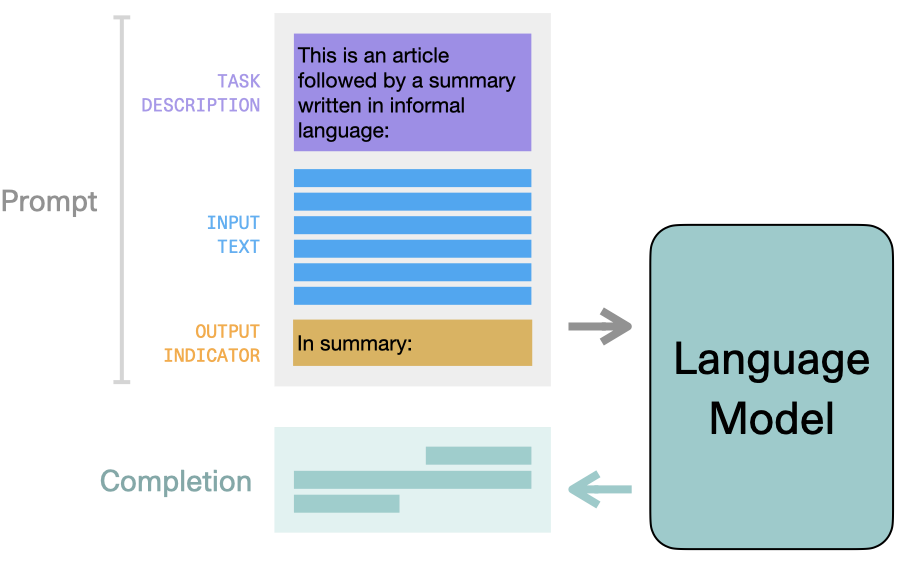 TASK
DESCRIPTION
This is an article
followed by a summary
written in informal
language:
Prompt
INPUT
TEXT
OUTPUT
INDICATOR
In summary:
Language
Model
Completion